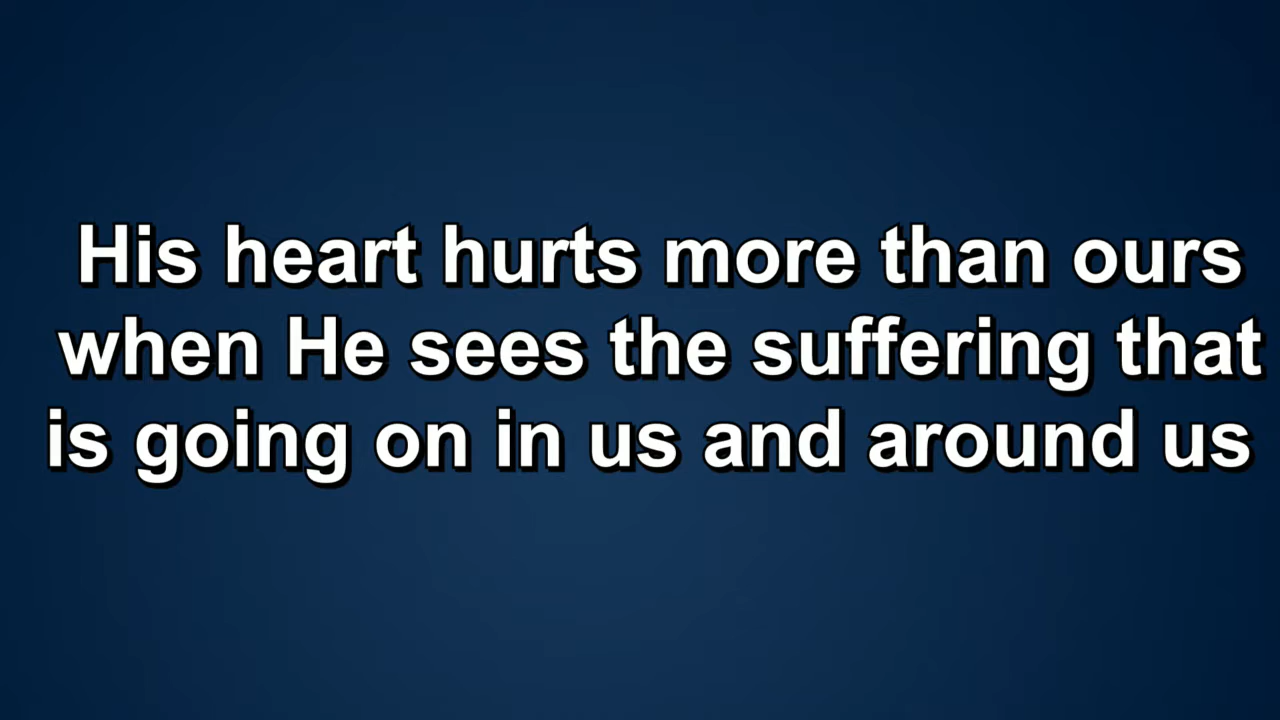 His heart hurts more than ours
when He sees the suffering that
is going on in us and around us